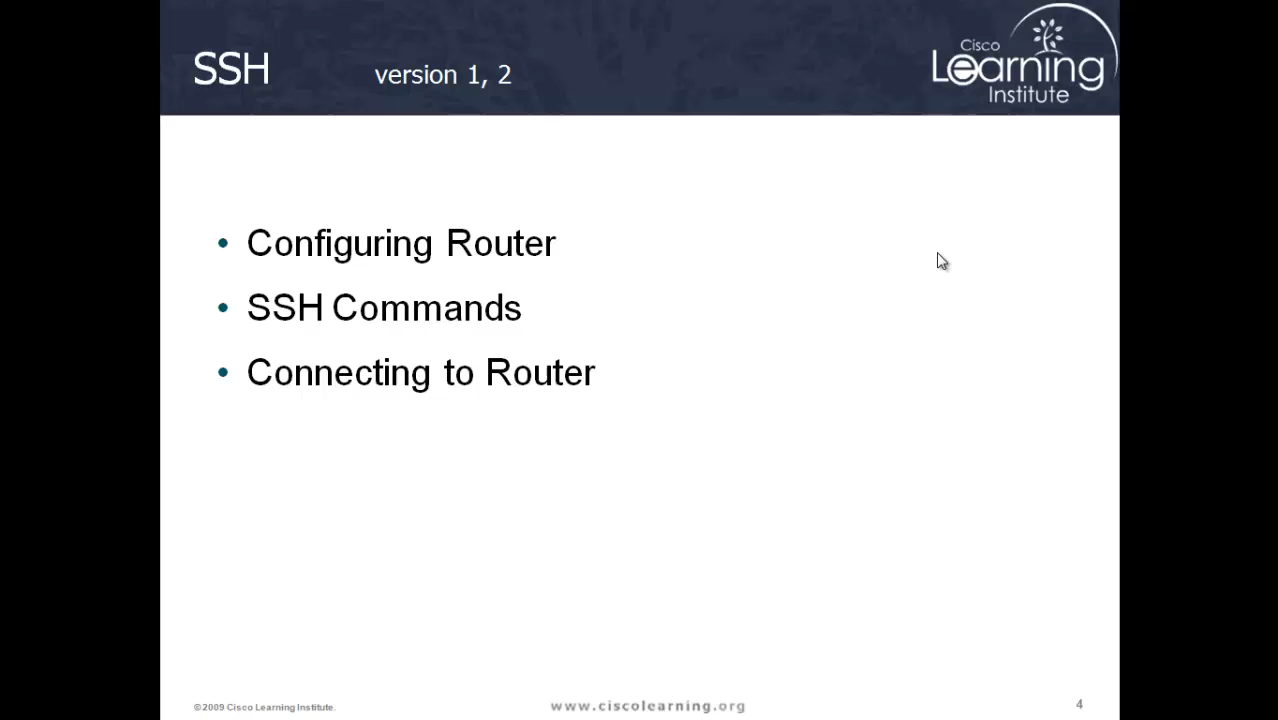 SSH version 1, 2
Cisco
Learning
Institute
• Configuring Router
• SSH Commands
• Connecting to Router
©2009 Cisco Learning Institute. www.ciscolearning.org 4